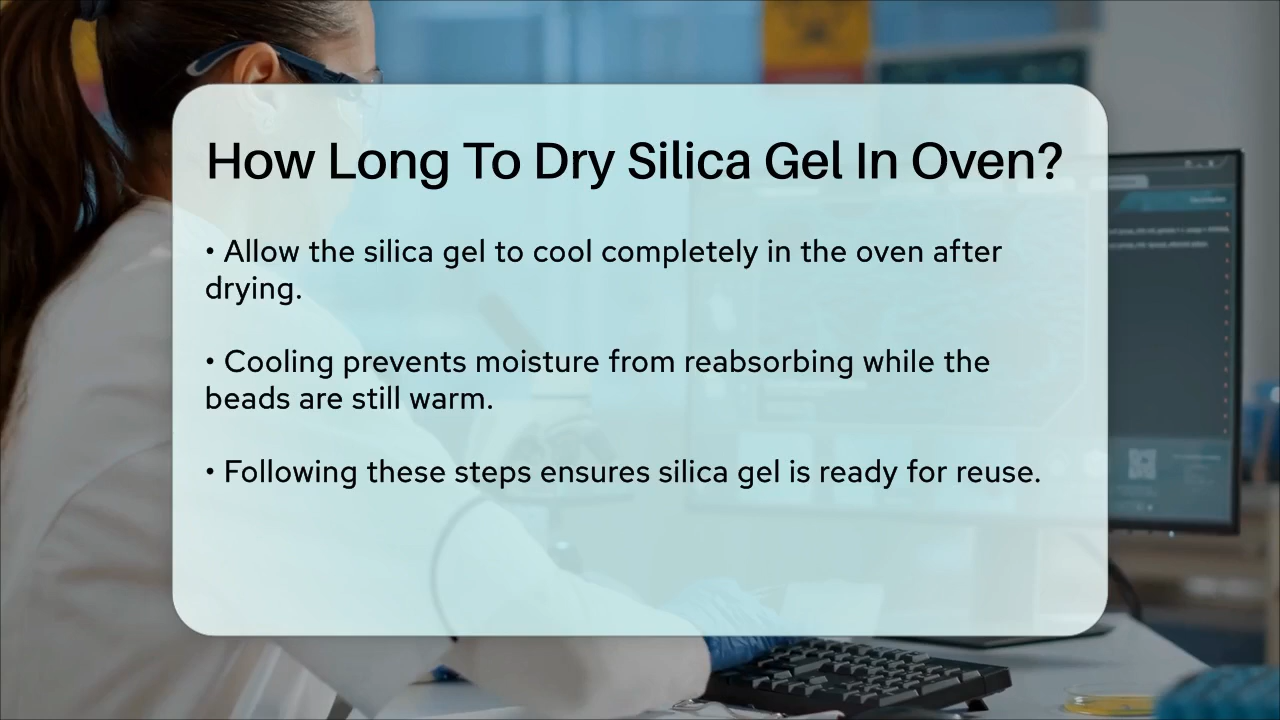 How Long To Dry Silica Gel In Oven?
• Allow the silica gel to cool completely in the oven after
drying.
• Cooling prevents moisture from reabsorbing while the
beads are still warm.
• Following these steps ensures silica gel is ready for reuse.